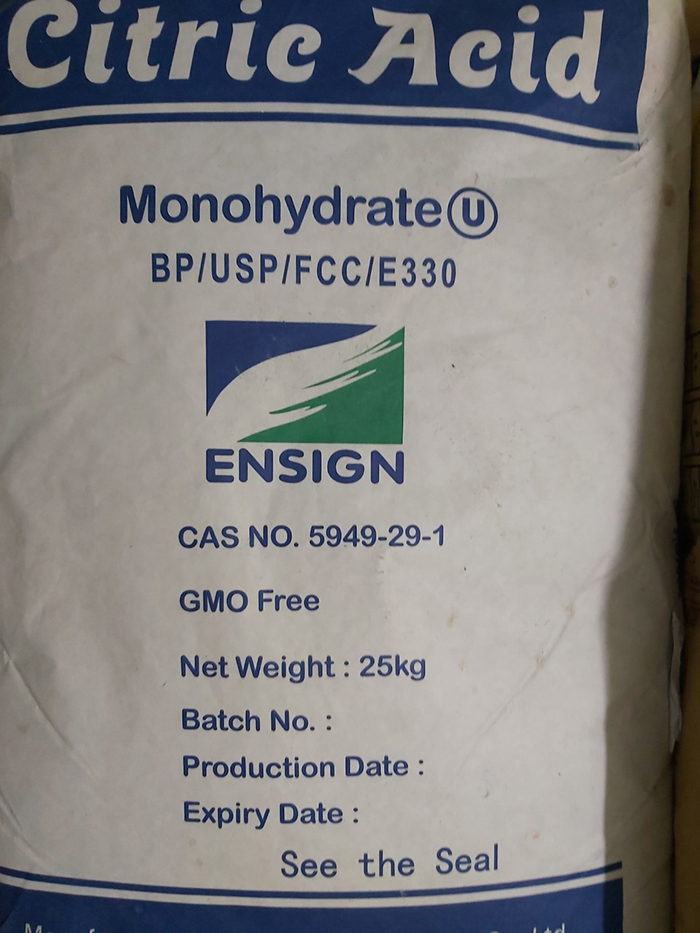 Citric Acid
Monohydrate U
BP/USP/FCC/E330
ENSIGN
CAS NO. 5949-29-1
GMO Free
Net Weight : 25kg
Batch No. :
Production Date :
Expiry Date :
See the Seal